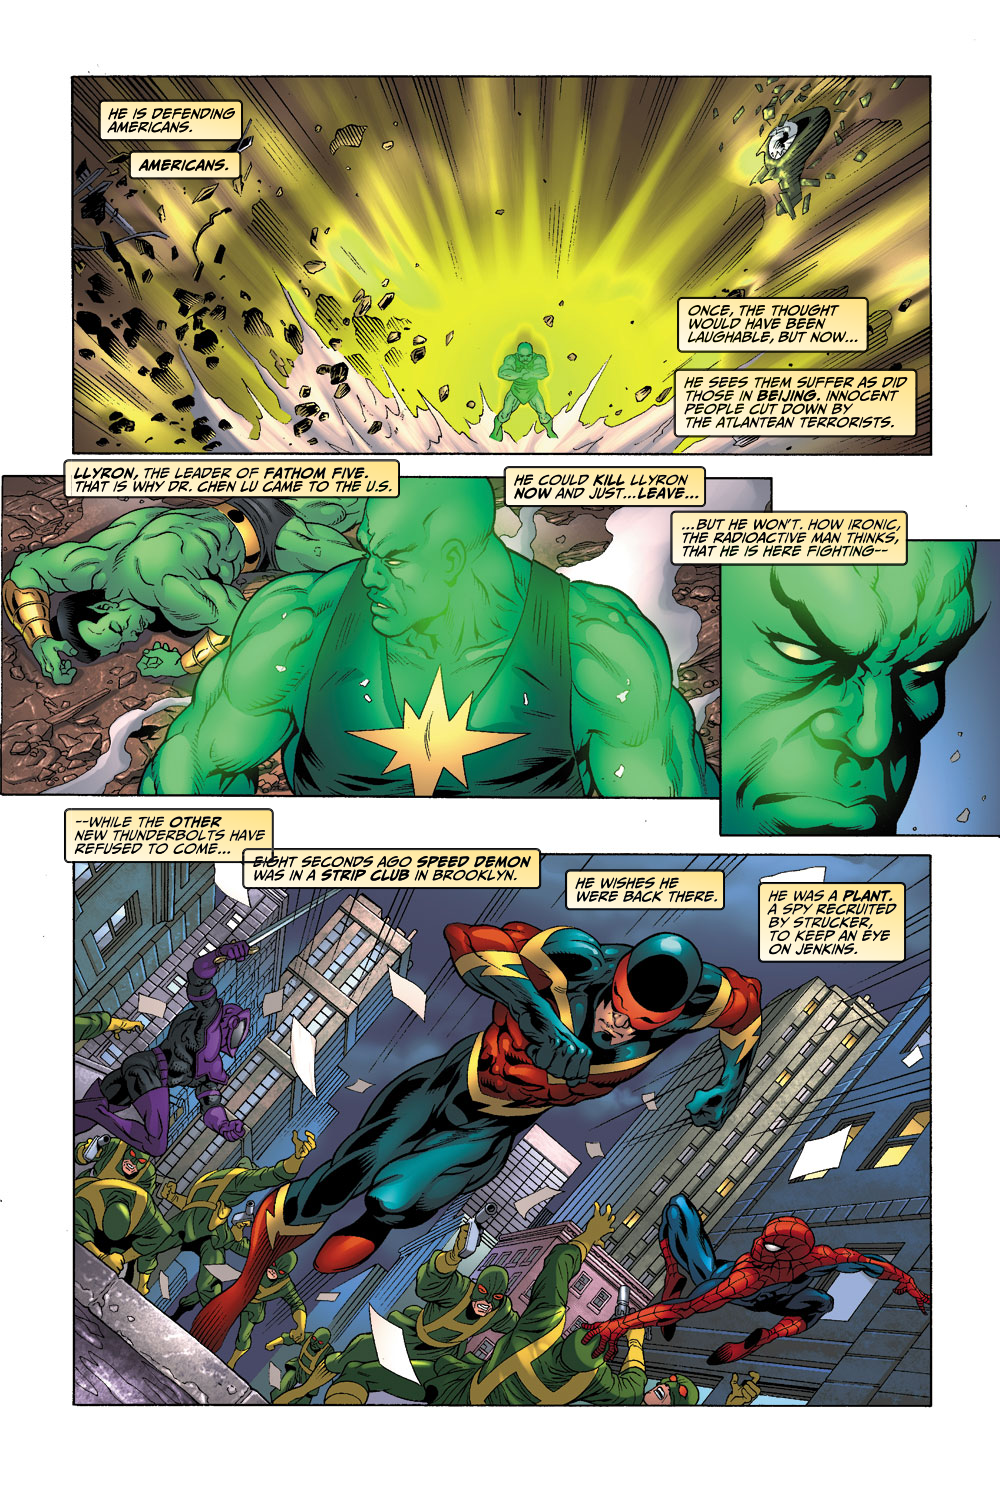 HE IS DEFENDING
AMERICANS.
AMERICANS.
ONCE, THE THOUGHT
WOULD HAVE BEEN
LAUGHABLE, BUT NOW...
HE SEES THEM SUFFER AS DID
THOSE IN BEIJING. INNOCENT
PEOPLE CUT DOWN BY
THE ATLANTEAN TERRORISTS.
LLYRON, THE LEADER OF FATHOM FIVE.
THAT IS WHY DR. CHEN LU CAME TO THE U.S.
HE COULD KILL LLYRON
NOW AND JUST...LEAVE...
...BUT HE WON'T. HOW IRONIC,
THE RADIOACTIVE MAN THINKS,
THAT HE IS HERE FIGHTING--
--WHILE THE OTHER
NEW THUNDERBOLTS HAVE
REFUSED TO COME...
EIGHT SECONDS AGO SPEED DEMON
WAS IN A STRIP CLUB IN BROOKLYN.
HE WISHES HE
WERE BACK THERE.
HE WAS A PLANT.
A SPY RECRUITED
BY STRUCKER,
TO KEEP AN EYE
ON JENKINS.